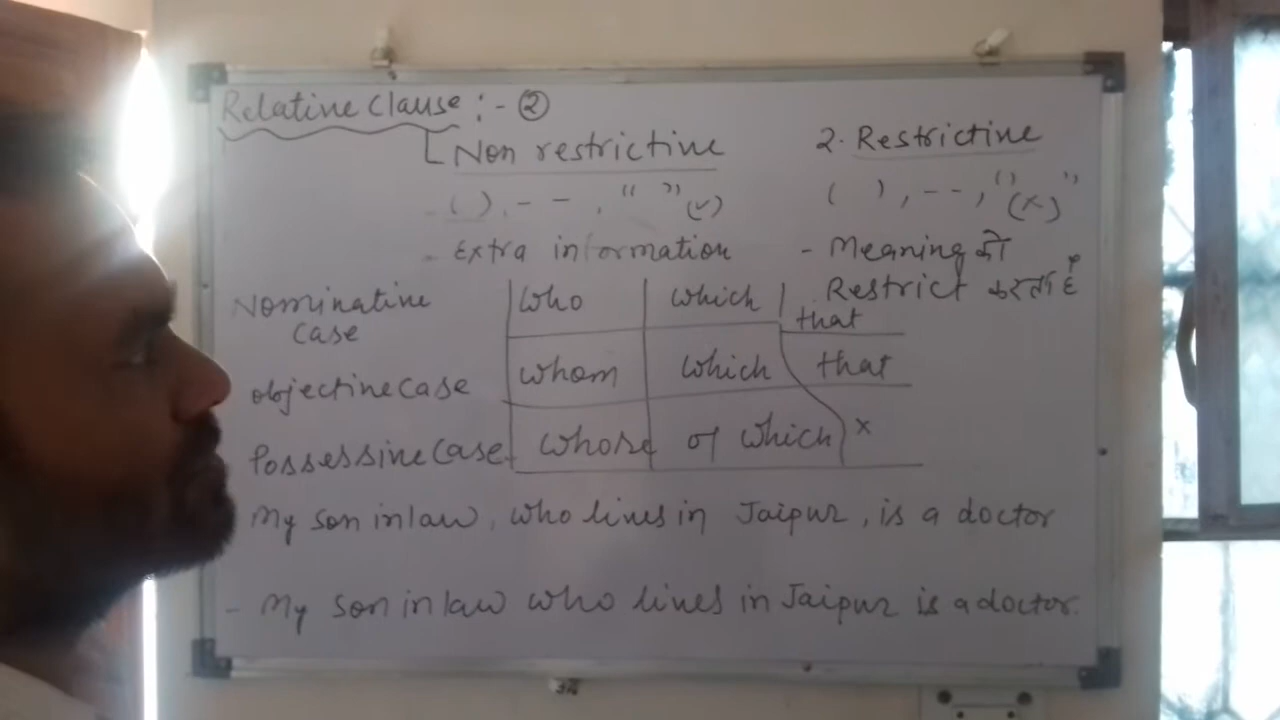 Relative Clause :- ②
Non restrictive
( ), - - , “ ” (✓)
Extra information
2. Restrictive
( ) , - - , “ ” (×)
- Meaning को
Restrict करता है
Nominative case who which that
objective case whom which that
Possessive case whose of which ×
My son in law, who lives in Jaipur, is a doctor
- My son in law who lives in Jaipur is a doctor.